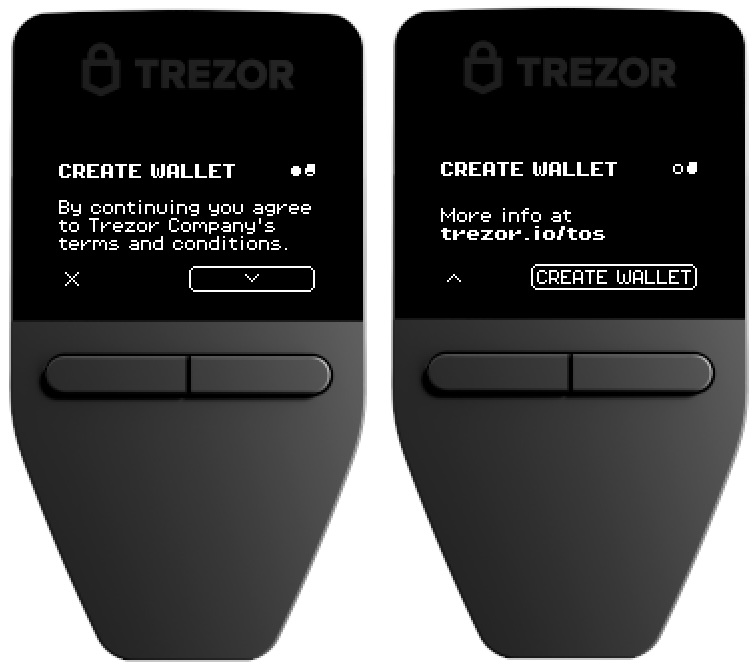 TREZOR
CREATE WALLET
By continuing you agree
to Trezor Company's
terms and conditions.
TREZOR
CREATE WALLET
More info at
trezor.io/tos
CREATE WALLET